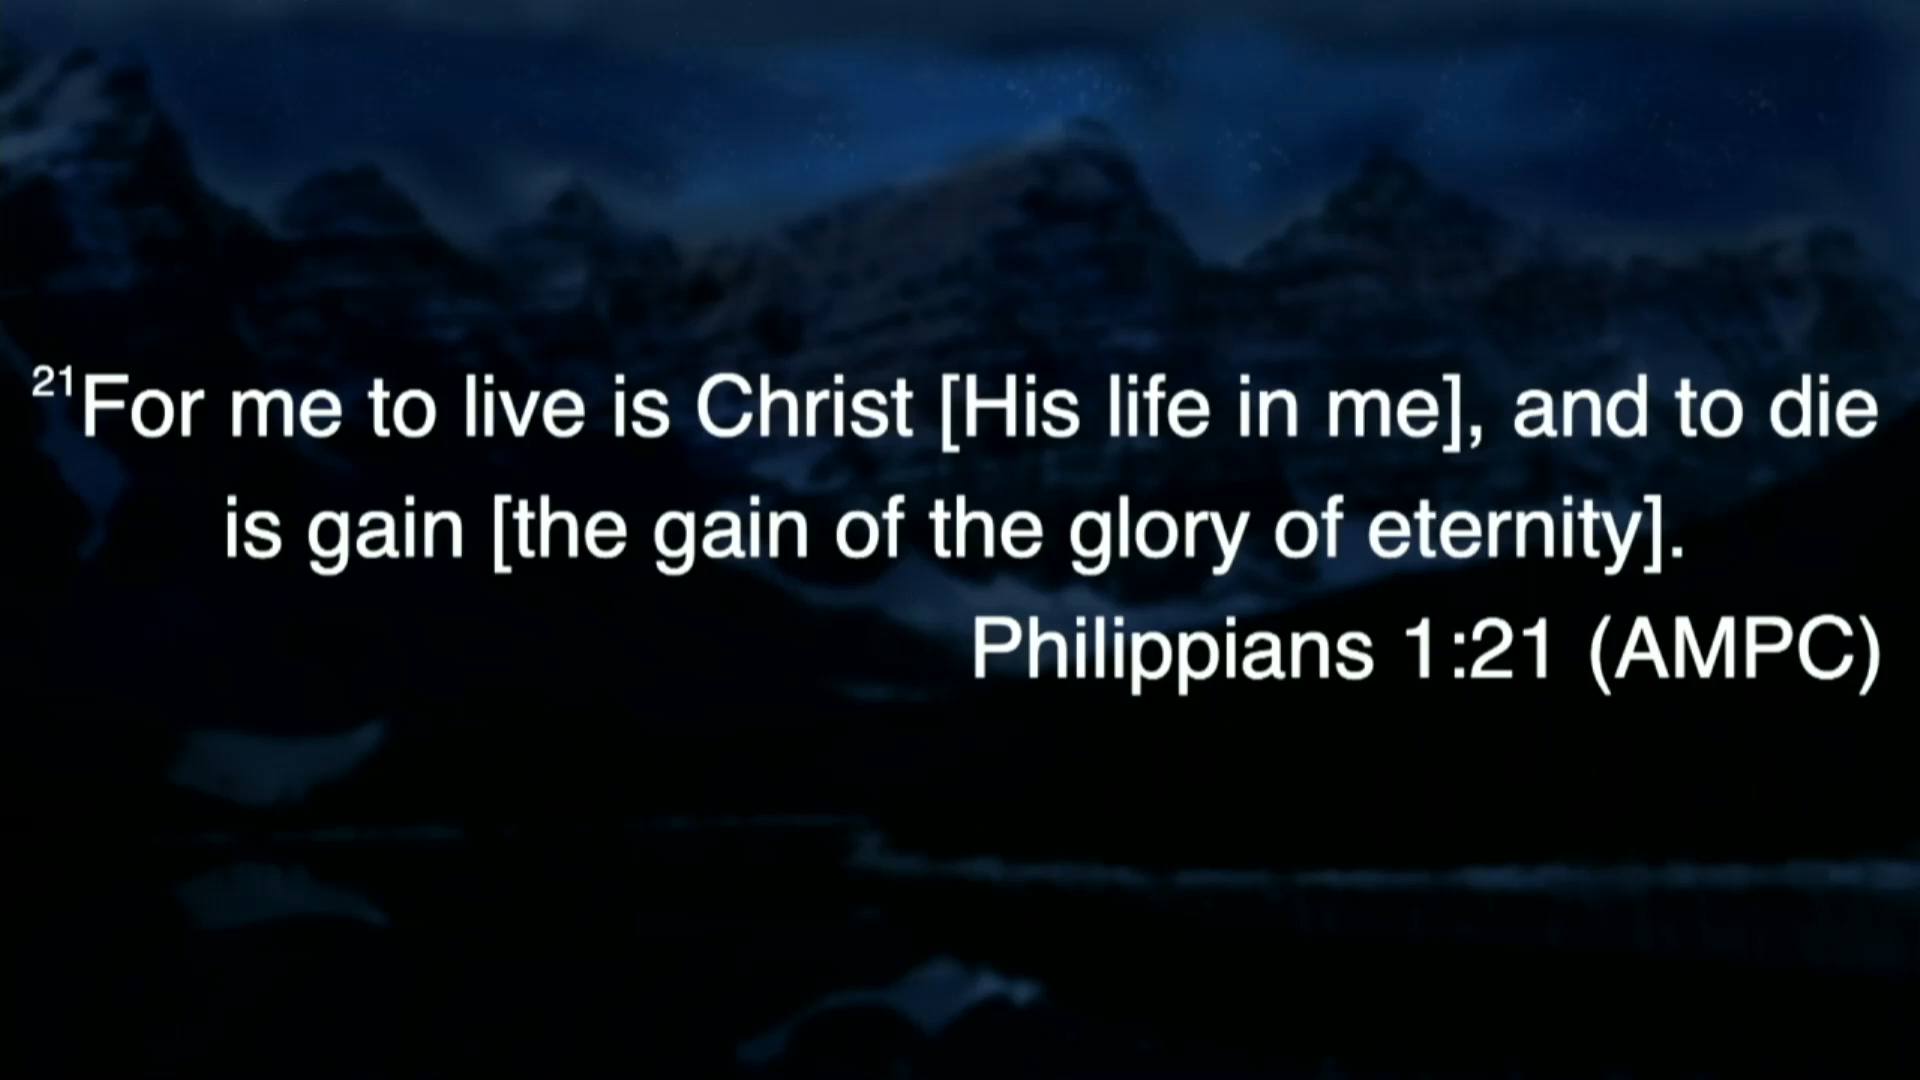 21For me to live is Christ [His life in me], and to die
is gain [the gain of the glory of eternity].
Philippians 1:21 (AMPC)